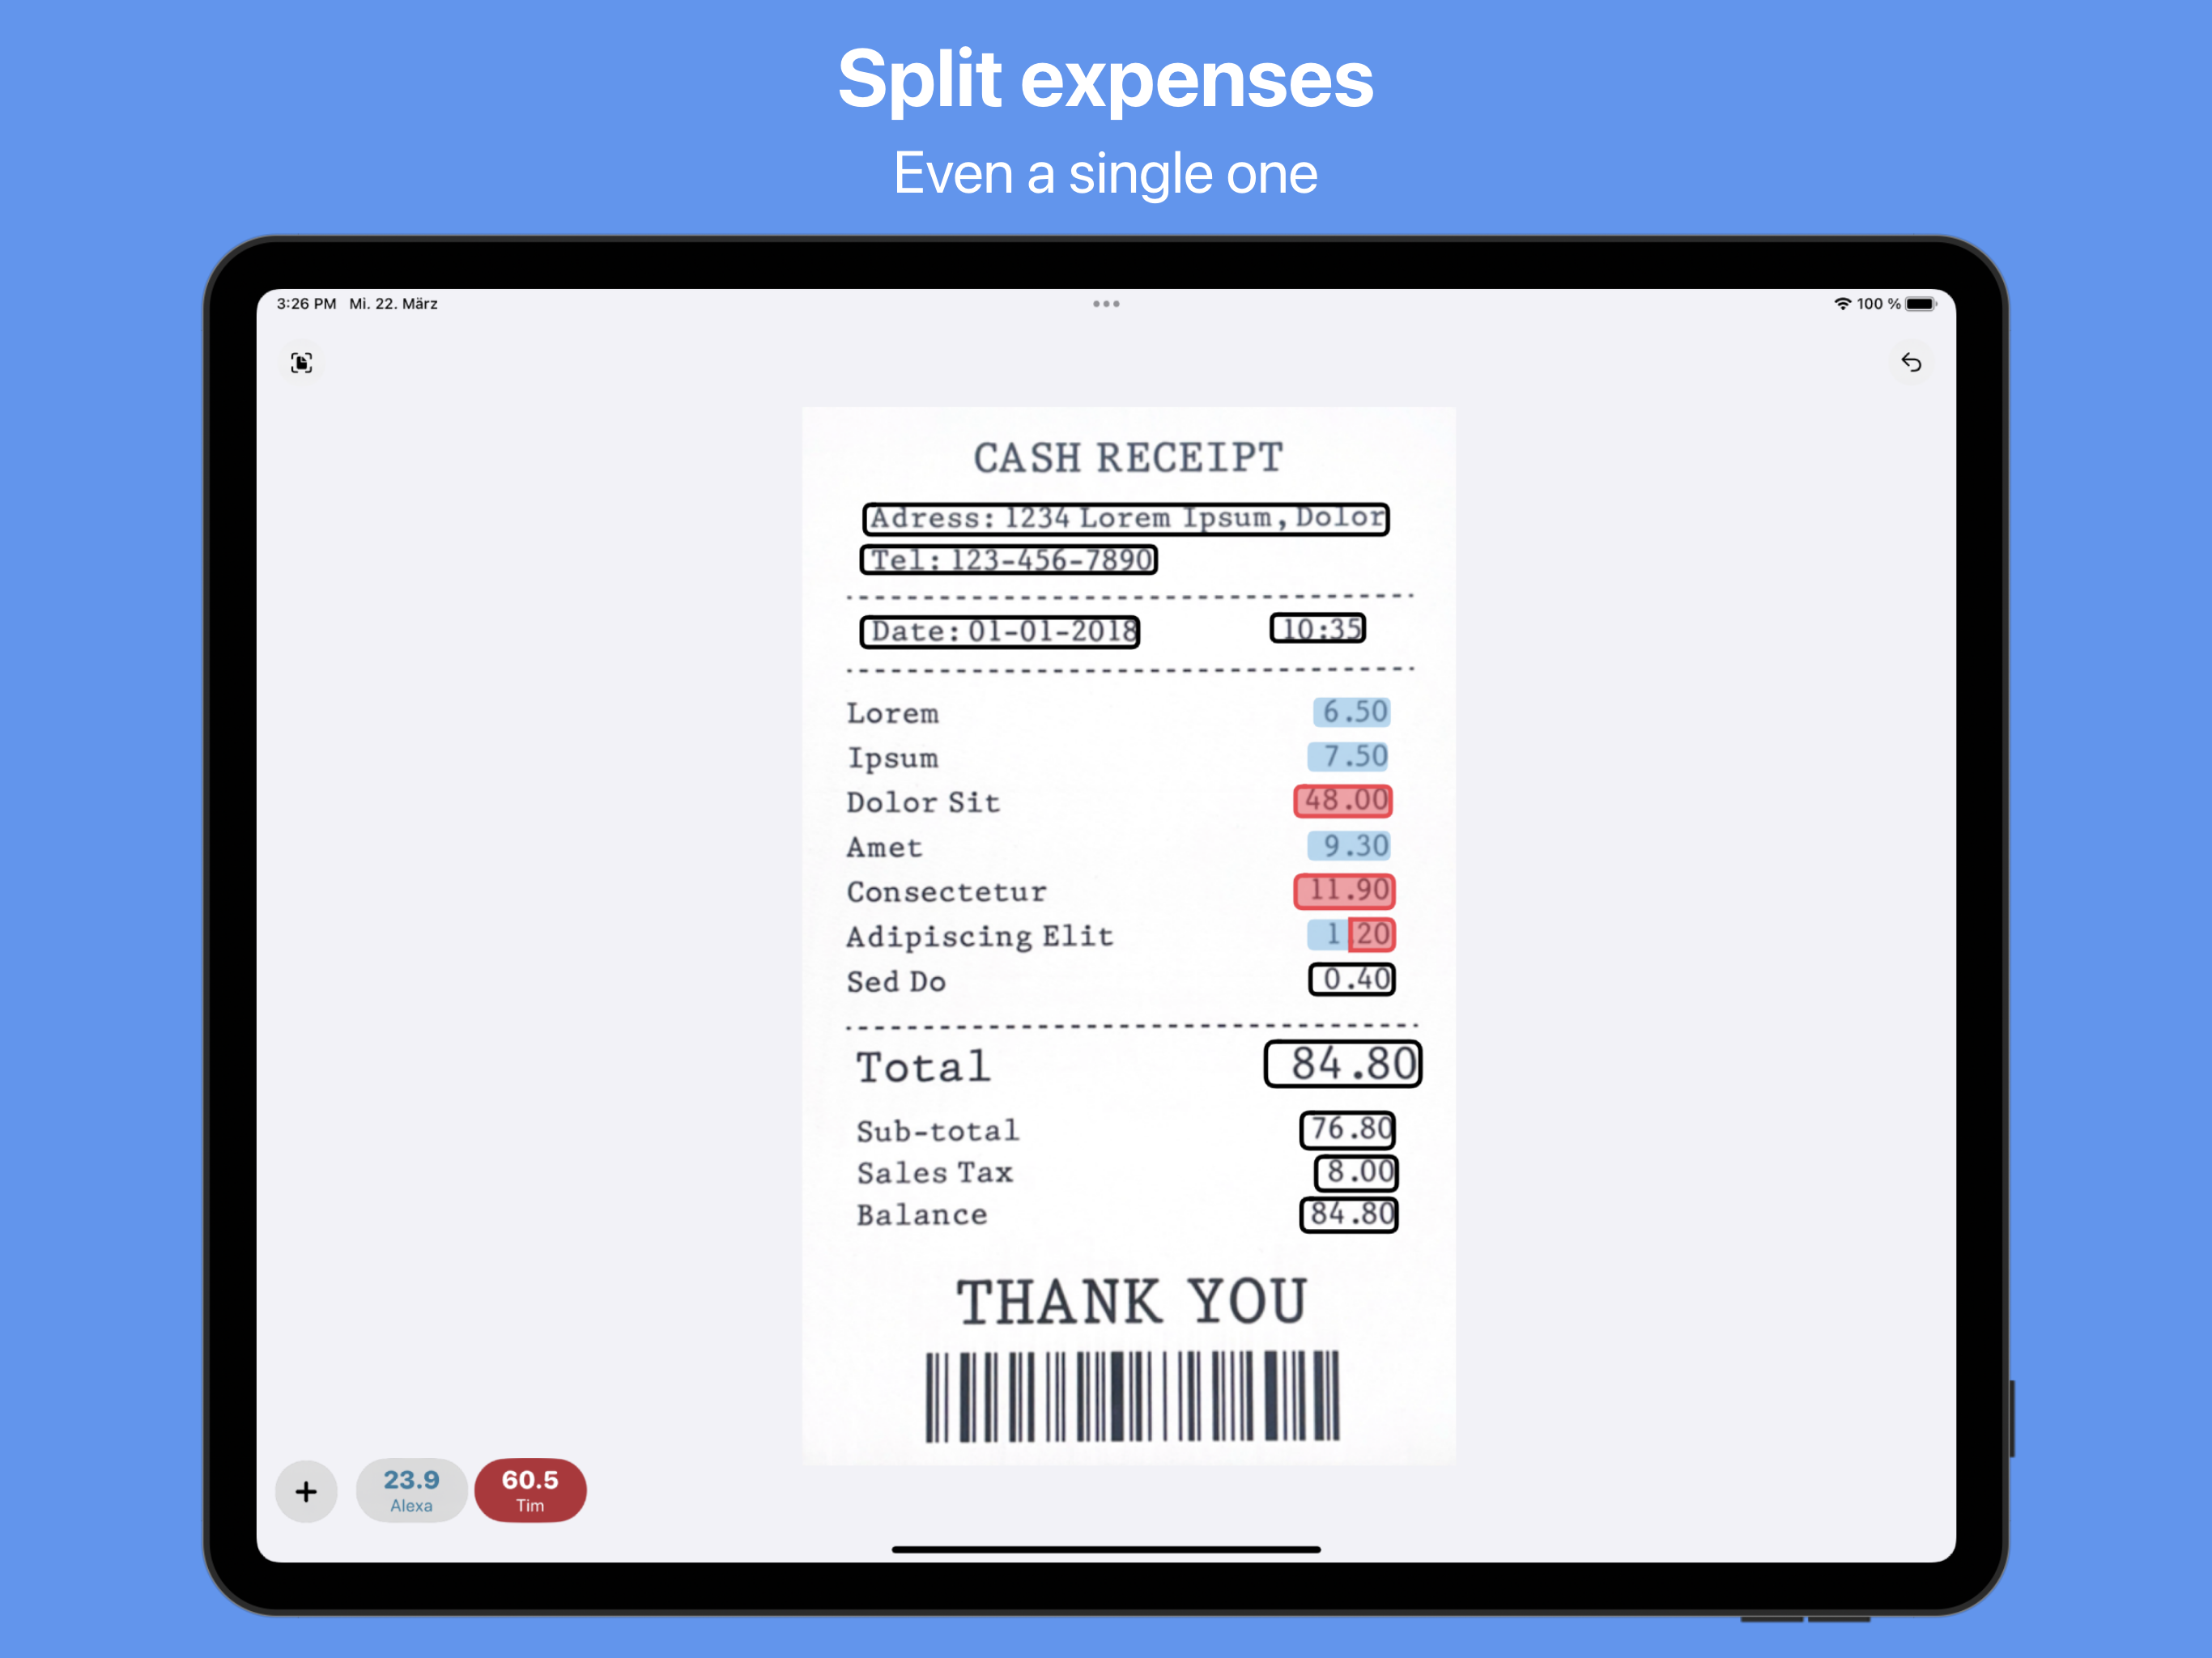 Split expenses
Even a single one
3:26 PM Mi. 22. März 100 %
CASH RECEIPT
Adress: 1234 Lorem Ipsum, Dolor
Tel: 123-456-7890
Date: 01-01-2018 10:35
Lorem 6.50
Ipsum 7.50
Dolor Sit 48.00
Amet 9.30
Consectetur 11.90
Adipiscing Elit 1.20
Sed Do 0.40
Total 84.80
Sub-total 76.80
Sales Tax 8.00
Balance 84.80
THANK YOU
23.9 60.5
Alexa Tim